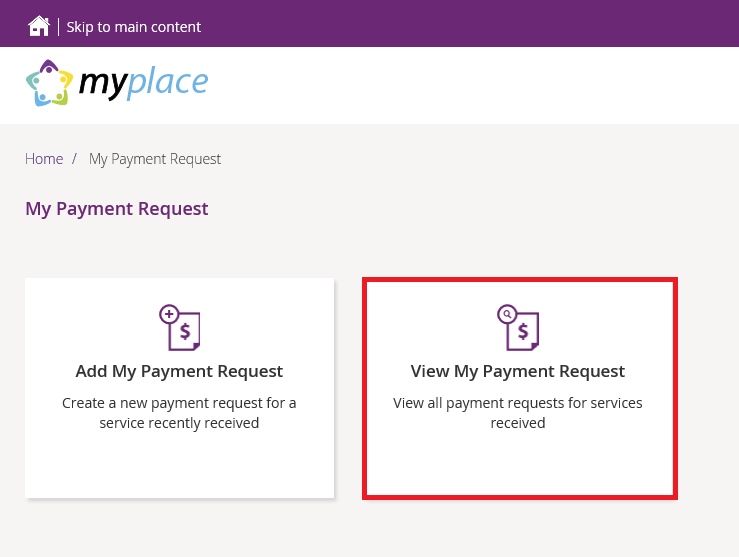 Skip to main content
myplace
Home / My Payment Request
My Payment Request
$
Add My Payment Request
Create a new payment request for a
service recently received
$
View My Payment Request
View all payment requests for services
received